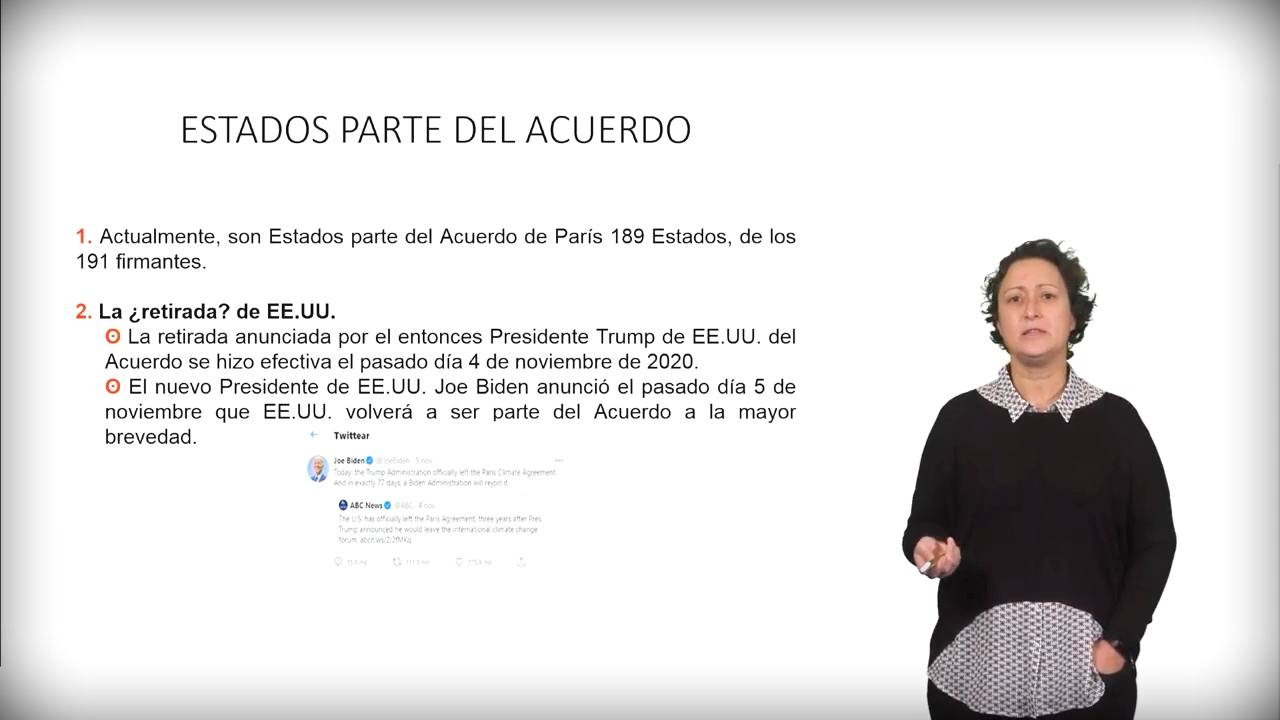 ESTADOS PARTE DEL ACUERDO
1. Actualmente, son Estados parte del Acuerdo de París 189 Estados, de los
191 firmantes.
2. La ¿retirada? de EE.UU.
ʘ La retirada anunciada por el entonces Presidente Trump de EE.UU. del
Acuerdo se hizo efectiva el pasado día 4 de noviembre de 2020.
ʘ El nuevo Presidente de EE.UU. Joe Biden anunció el pasado día 5 de
noviembre que EE.UU. volverá a ser parte del Acuerdo a la mayor
brevedad.
← Twittear
Joe Biden @JoeBiden · 5 nov.
Today, the Trump Administration officially left the Paris Climate Agreement.
And in exactly 77 days, a Biden Administration will rejoin it.
ABC News @ABC · 4 nov.
The U.S. has officially left the Paris Agreement, three years after Pres.
Trump announced he would leave the international climate change
forum.